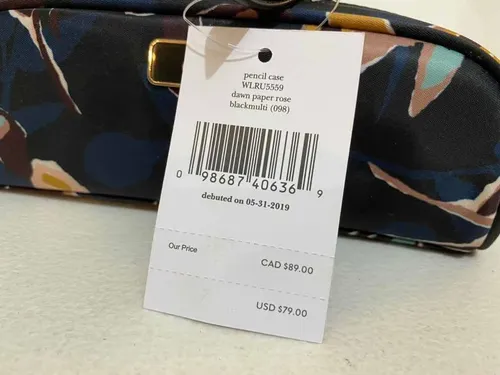 pencil case
WLRU5559
dawn paper rose
blackmulti (098)
0 98687 40636 9
debuted on 05-31-2019
Our Price
CAD $89.00
USD $79.00